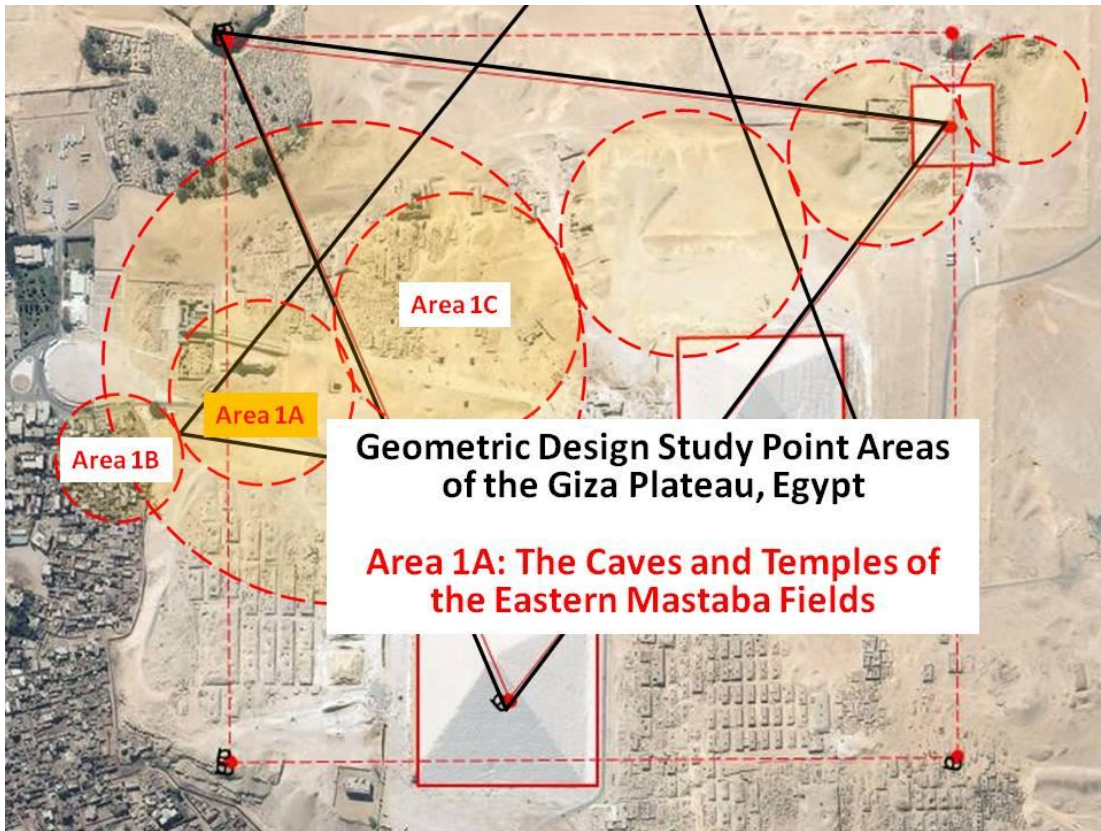 Area 1C
Area 1A
Area 1B
Geometric Design Study Point Areas
of the Giza Plateau, Egypt
Area 1A: The Caves and Temples of
the Eastern Mastaba Fields